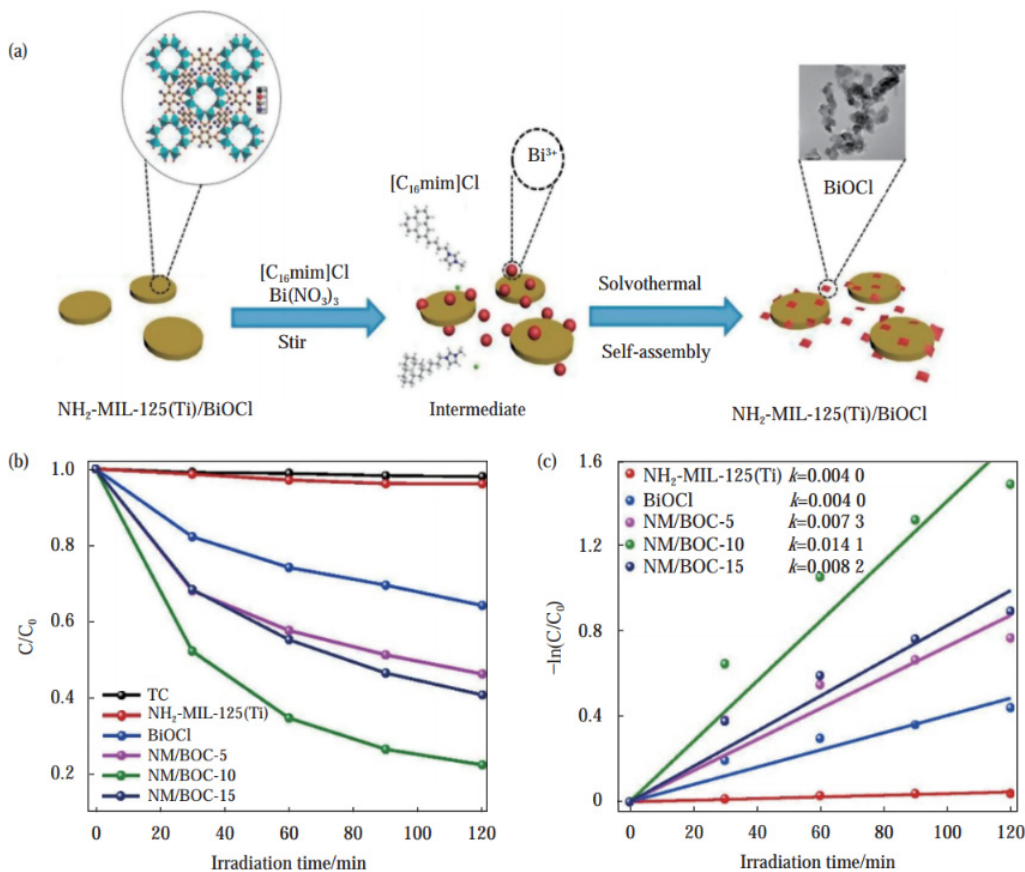 (a)
[C₁₆mim]Cl
Bi³⁺
BiOCl
[C₁₆mim]Cl
Bi(NO₃)₃
Stir
Solvothermal
Self-assembly
NH₂-MIL-125(Ti)/BiOCl
Intermediate
NH₂-MIL-125(Ti)/BiOCl
(b)
1.0
0.8
0.6
0.4
0.2
C/C₀
TC
NH₂-MIL-125(Ti)
BiOCl
NM/BOC-5
NM/BOC-10
NM/BOC-15
0 20 40 60 80 100 120
Irradiation time/min
(c)
1.6
1.2
0.8
0.4
0
−ln(C/C₀)
NH₂-MIL-125(Ti) k=0.004 0
BiOCl k=0.004 0
NM/BOC-5 k=0.007 3
NM/BOC-10 k=0.014 1
NM/BOC-15 k=0.008 2
0 20 40 60 80 100 120
Irradiation time/min